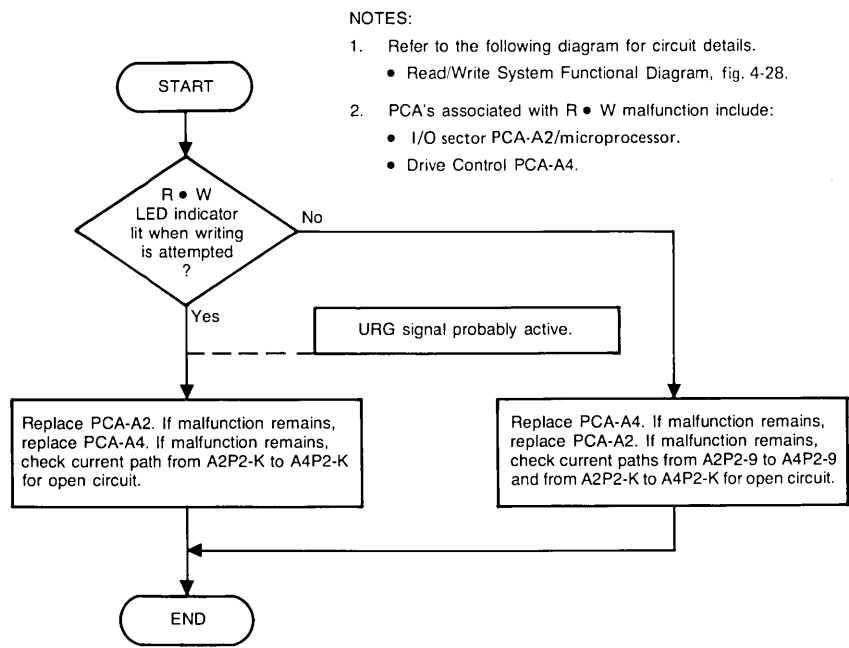 NOTES:
1. Refer to the following diagram for circuit details.
• Read/Write System Functional Diagram, fig. 4-28.
2. PCA's associated with R • W malfunction include:
• I/O sector PCA-A2/microprocessor.
• Drive Control PCA-A4.
START
R • W
LED indicator
lit when writing
is attempted
?
No
Yes
URG signal probably active.
Replace PCA-A2. If malfunction remains,
replace PCA-A4. If malfunction remains,
check current path from A2P2-K to A4P2-K
for open circuit.
Replace PCA-A4. If malfunction remains,
replace PCA-A2. If malfunction remains,
check current paths from A2P2-9 to A4P2-9
and from A2P2-K to A4P2-K for open circuit.
END